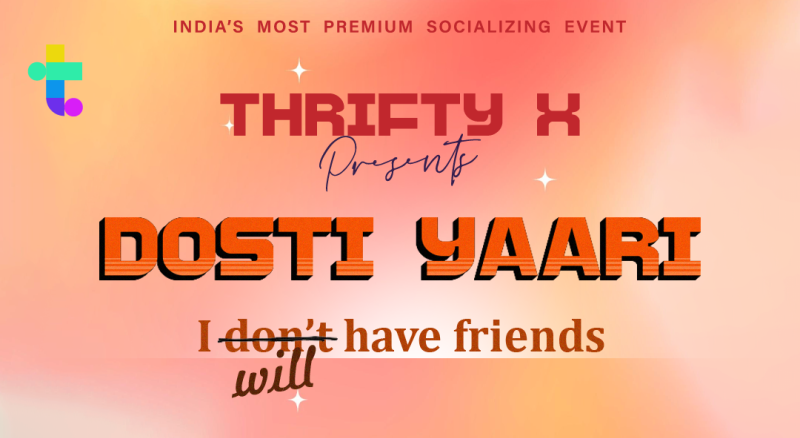 INDIA'S MOST PREMIUM SOCIALIZING EVENT
THRIFTY X
Presents
DOSTI YAARI
I don't have friends
will